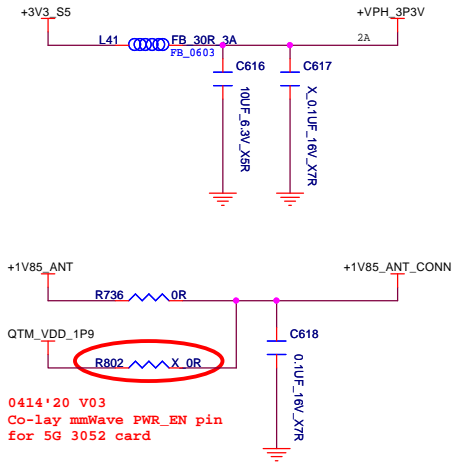 +3V3_S5
+VPH_3P3V
L41
FB_30R_3A
2A
FB_0603
C616
C617
10UF_6.3V_X5R
X_0.1UF_16V_X7R
+1V85_ANT
+1V85_ANT_CONN
R736
0R
QTM_VDD_1P9
C618
R802
X_0R
0.1UF_16V_X7R
0414'20 V03
Co-lay mmWave PWR_EN pin
for 5G 3052 card